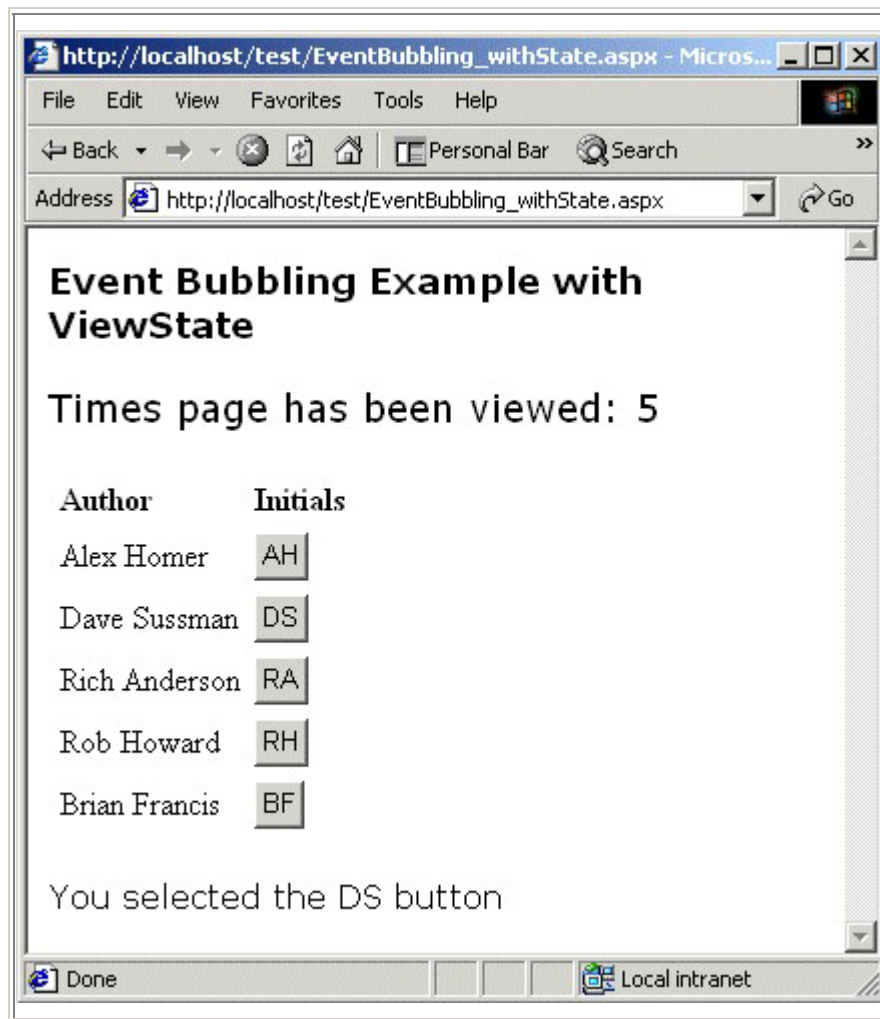 http://localhost/test/EventBubbling_withState.aspx - Micros...
File Edit View Favorites Tools Help
Back Personal Bar Search »
Address http://localhost/test/EventBubbling_withState.aspx Go
Event Bubbling Example with
ViewState
Times page has been viewed: 5
Author Initials
Alex Homer AH
Dave Sussman DS
Rich Anderson RA
Rob Howard RH
Brian Francis BF
You selected the DS button
Done Local intranet